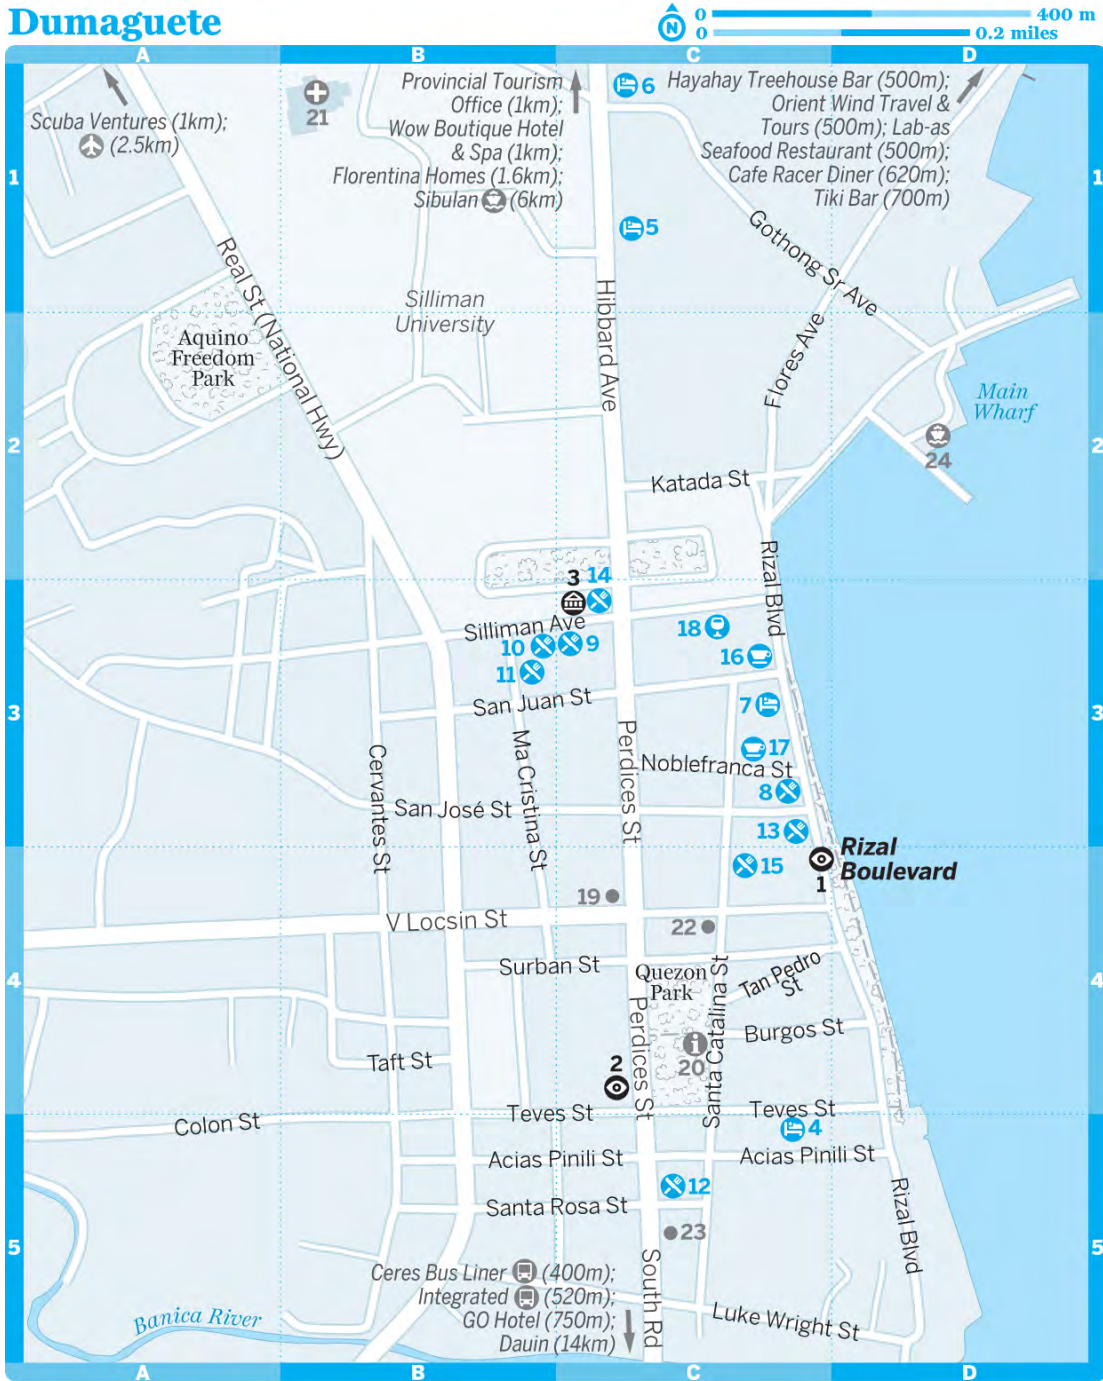 Dumaguete
N
0 400 m
0 0.2 miles
A B C D
Scuba Ventures (1km);
(2.5km)
21
Provincial Tourism
Office (1km);
Wow Boutique Hotel
& Spa (1km);
Florentina Homes (1.6km);
Sibulan (6km)
6
Hayahay Treehouse Bar (500m);
Orient Wind Travel &
Tours (500m); Lab-as
Seafood Restaurant (500m);
Cafe Racer Diner (620m);
Tiki Bar (700m)
1 1
5
Gothong Sr Ave
Real St (National Hwy)
Silliman
University
Hibbard Ave
Flores Ave
Aquino
Freedom
Park
Main
Wharf
2 2
24
Katada St
Rizal Blvd
3
14
Silliman Ave
18
10
9
16
11
San Juan St
7
3 3
Perdices St
17
Noblefranca St
Cervantes St
Ma Cristina St
8
San José St
13
Rizal
Boulevard
15
1
19
V Locsin St
22
Surban St
Quezon
Park
Tan Pedro
St
4 4
Perdices St
Santa Catalina St
Burgos St
Taft St
2
20
Teves St
Teves St
Colon St
4
Acias Pinili St
Acias Pinili St
12
Santa Rosa St
Rizal Blvd
23
5 5
South Rd
Ceres Bus Liner (400m);
Integrated (520m);
GO Hotel (750m);
Dauin (14km)
Luke Wright St
Banica River
A B C D